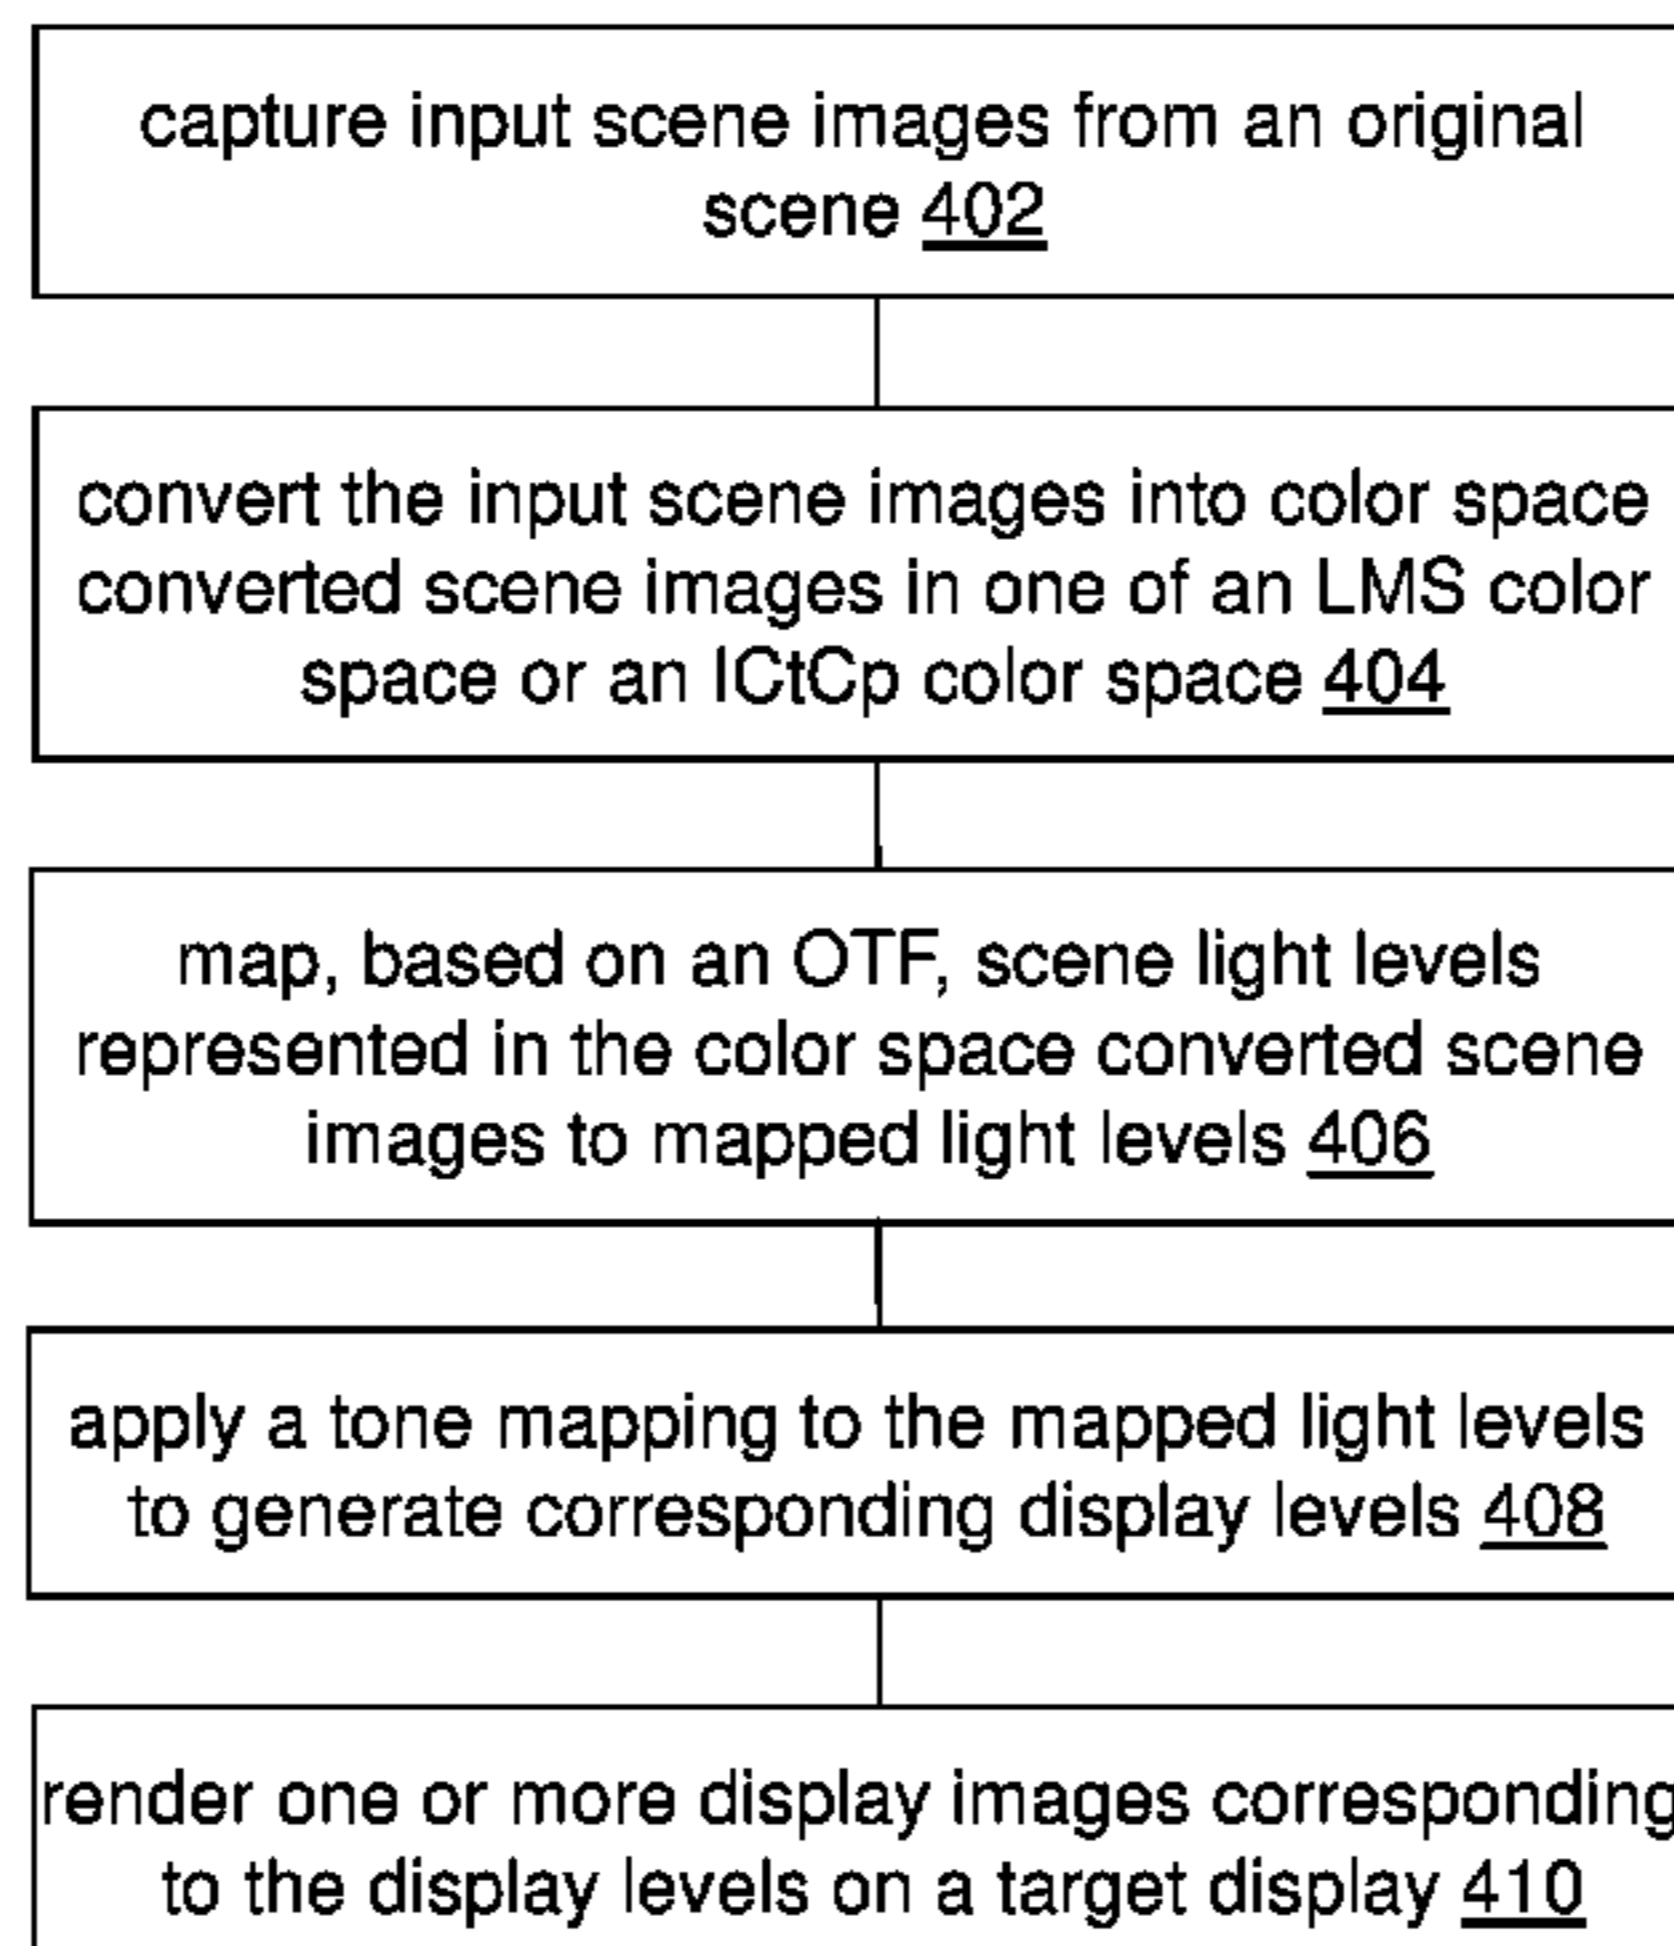 capture input scene images from an original
scene 402
convert the input scene images into color space
converted scene images in one of an LMS color
space or an ICtCp color space 404
map, based on an OTF, scene light levels
represented in the color space converted scene
images to mapped light levels 406
apply a tone mapping to the mapped light levels
to generate corresponding display levels 408
render one or more display images corresponding
to the display levels on a target display 410